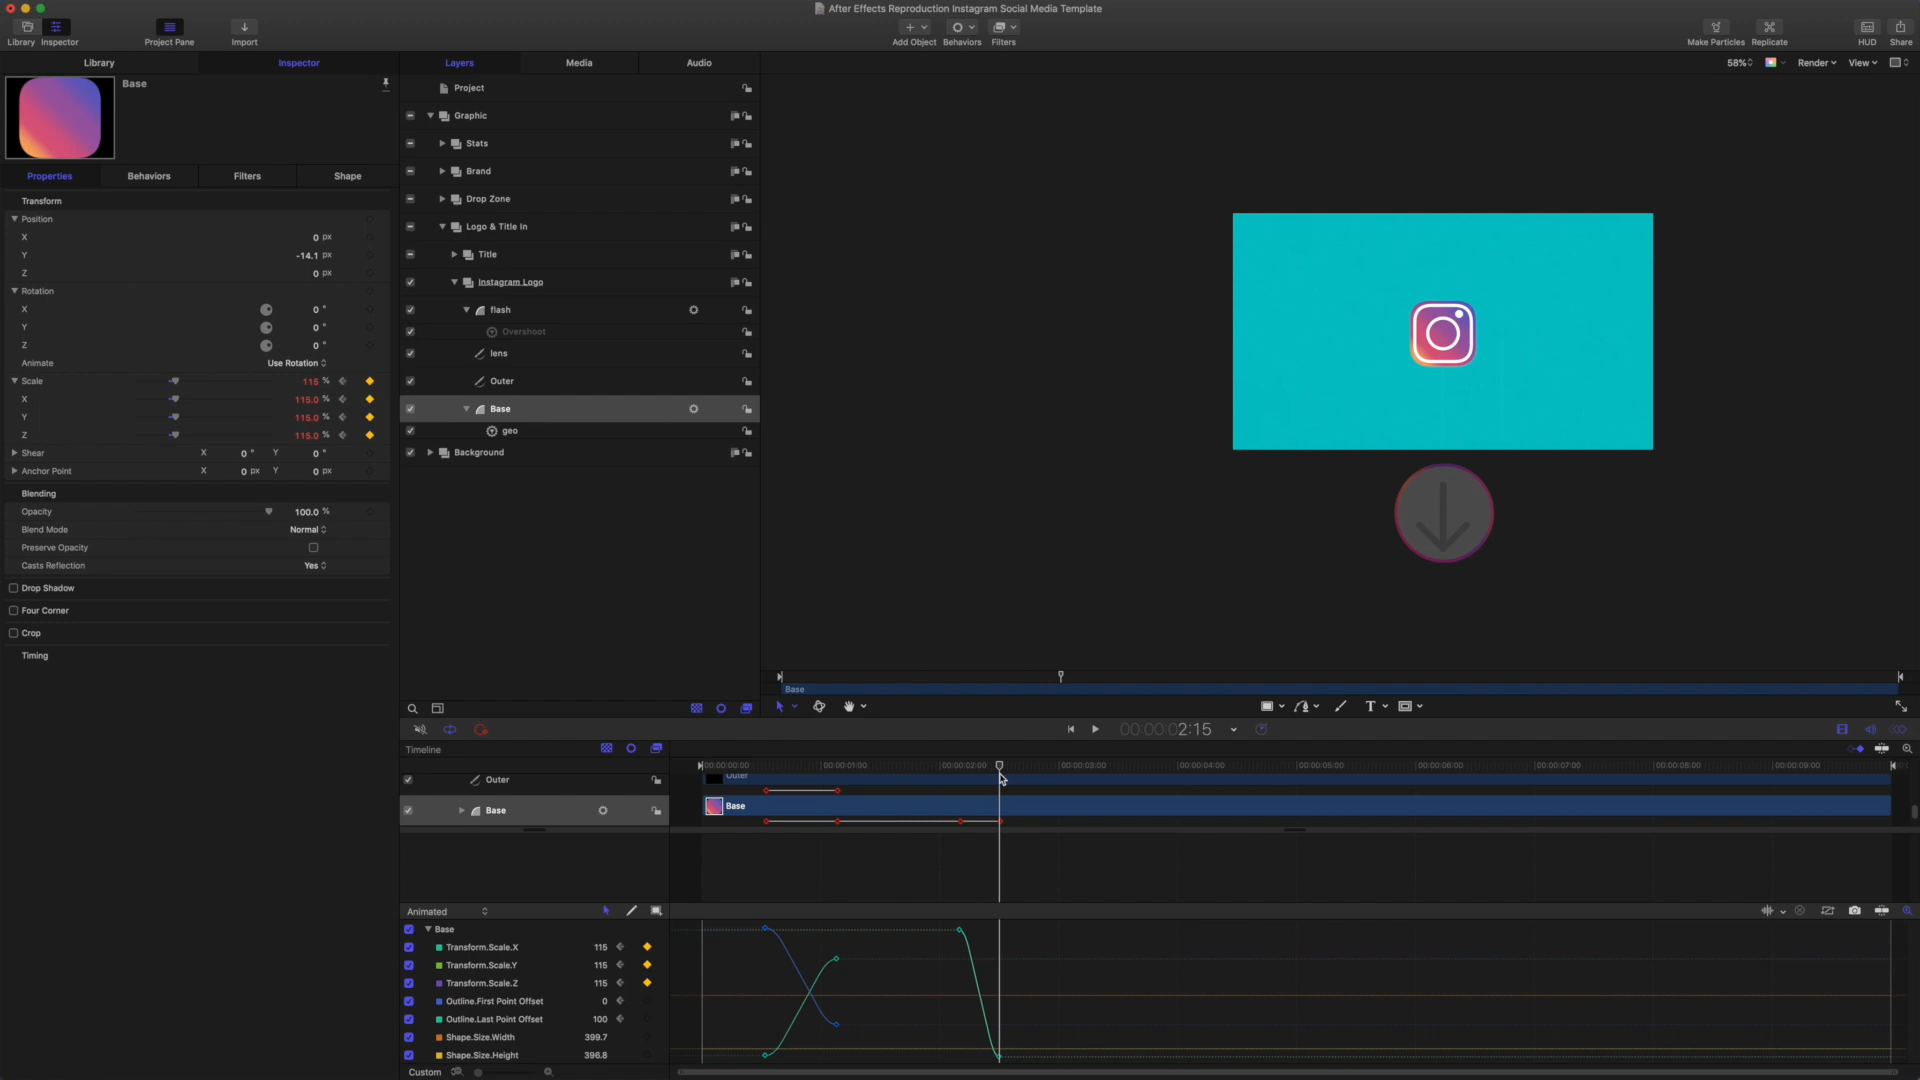 After Effects Reproduction Instagram Social Media Template
Library
Inspector
Project Pane
Import
Add Object
Behaviors
Filters
Make Particles
Replicate
HUD
Share
Library
Inspector
Layers
Media
Audio
58%
Render
View
Base
Properties
Behaviors
Filters
Shape
Transform
Position
X 0 px
Y -14.1 px
Z 0 px
Rotation
X 0 °
Y 0 °
Z 0 °
Animate Use Rotation
Scale 115 %
X 115.0 %
Y 115.0 %
Z 115.0 %
Shear X 0 ° Y 0 °
Anchor Point X 0 px Y 0 px
Blending
Opacity 100.0 %
Blend Mode Normal
Preserve Opacity
Casts Reflection Yes
Drop Shadow
Four Corner
Crop
Timing
Project
Graphic
Stats
Brand
Drop Zone
Logo & Title In
Title
Instagram Logo
flash
Overshoot
lens
Outer
Base
geo
Background
Base
00:00:00:02:15
Timeline
00:00:00:00 00:00:01:00 00:00:02:00 00:00:03:00 00:00:04:00 00:00:05:00 00:00:06:00 00:00:07:00 00:00:08:00 00:00:09:00
Outer
Outer
Base
Base
Animated
Base
Transform.Scale.X 115
Transform.Scale.Y 115
Transform.Scale.Z 115
Outline.First Point Offset 0
Outline.Last Point Offset 100
Shape.Size.Width 399.7
Shape.Size.Height 396.8
Custom